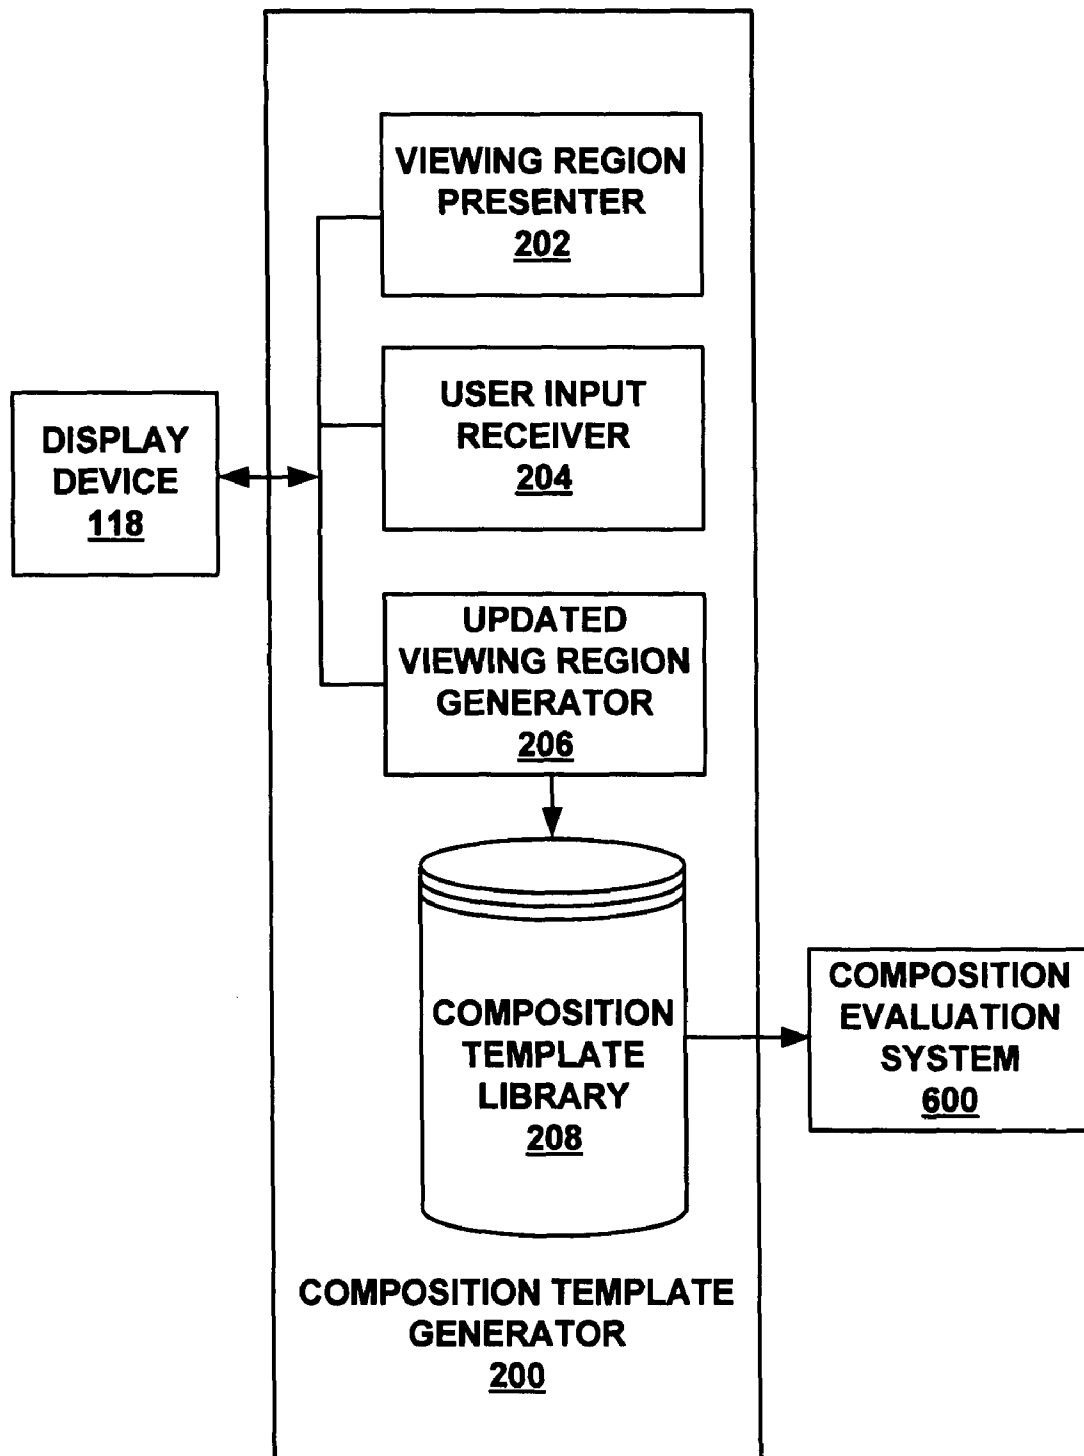 VIEWING REGION
PRESENTER
202
USER INPUT
RECEIVER
204
DISPLAY
DEVICE
118
UPDATED
VIEWING REGION
GENERATOR
206
COMPOSITION
TEMPLATE
LIBRARY
208
COMPOSITION
EVALUATION
SYSTEM
600
COMPOSITION TEMPLATE
GENERATOR
200